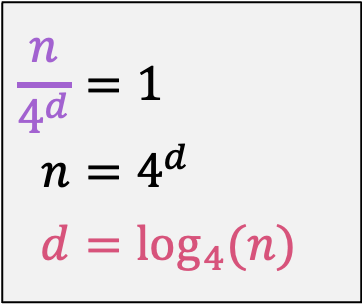 n/4^d = 1
n = 4^d
d = log₄(n)